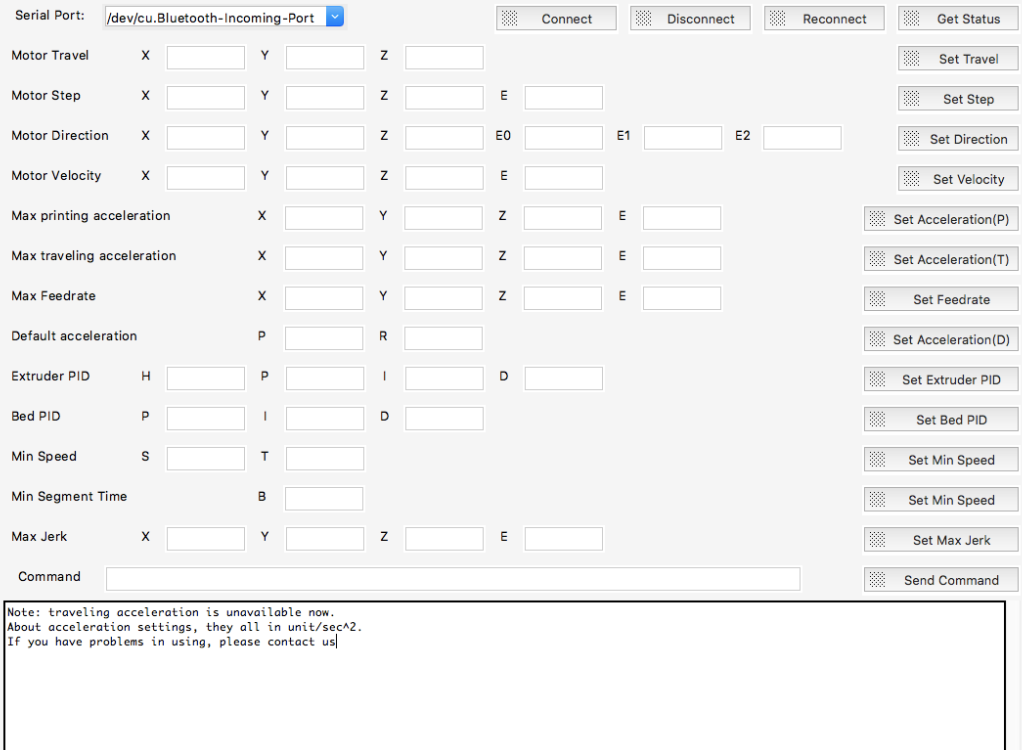 Serial Port: /dev/cu.Bluetooth-Incoming-Port Connect Disconnect Reconnect Get Status
Motor Travel X Y Z Set Travel
Motor Step X Y Z E Set Step
Motor Direction X Y Z E0 E1 E2 Set Direction
Motor Velocity X Y Z E Set Velocity
Max printing acceleration X Y Z E Set Acceleration(P)
Max traveling acceleration X Y Z E Set Acceleration(T)
Max Feedrate X Y Z E Set Feedrate
Default acceleration P R Set Acceleration(D)
Extruder PID H P I D Set Extruder PID
Bed PID P I D Set Bed PID
Min Speed S T Set Min Speed
Min Segment Time B Set Min Speed
Max Jerk X Y Z E Set Max Jerk
Command Send Command
Note: traveling acceleration is unavailable now.
About acceleration settings, they all in unit/sec^2.
If you have problems in using, please contact us